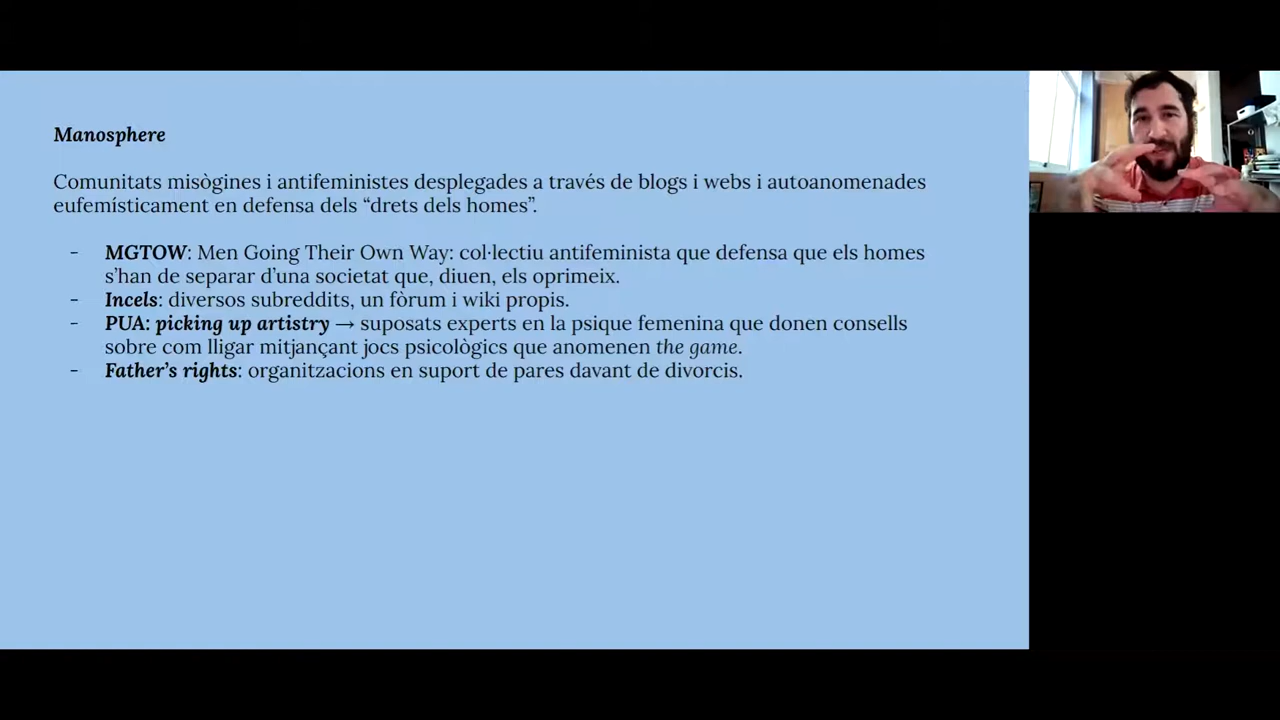 Manosphere
Comunitats misògines i antifeministes desplegades a través de blogs i webs i autoanomenades
eufemísticament en defensa dels “drets dels homes”.
- MGTOW: Men Going Their Own Way: col·lectiu antifeminista que defensa que els homes
s’han de separar d’una societat que, diuen, els oprimeix.
- Incels: diversos subreddits, un fòrum i wiki propis.
- PUA: picking up artistry → suposats experts en la psique femenina que donen consells
sobre com lligar mitjançant jocs psicològics que anomenen the game.
- Father’s rights: organitzacions en suport de pares davant de divorcis.